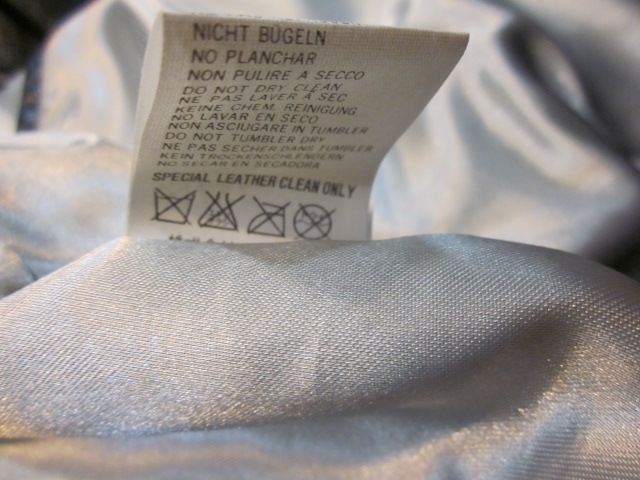 NICHT BÜGELN
NO PLANCHAR
NON PULIRE A SECCO
DO NOT DRY CLEAN
NE PAS LAVER À SEC
KEINE CHEM. REINIGUNG
NO LAVAR EN SECO
NON ASCIUGARE IN TUMBLER
DO NOT TUMBLER DRY
NE PAS SECHER DANS TUMBLER
KEIN TROCKENSCHLENDERN
NO SECAR EN SECADORA
SPECIAL LEATHER CLEAN ONLY